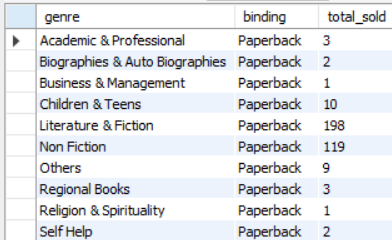 genre binding total_sold
Academic & Professional Paperback 3
Biographies & Auto Biographies Paperback 2
Business & Management Paperback 1
Children & Teens Paperback 10
Literature & Fiction Paperback 198
Non Fiction Paperback 119
Others Paperback 9
Regional Books Paperback 3
Religion & Spirituality Paperback 1
Self Help Paperback 2